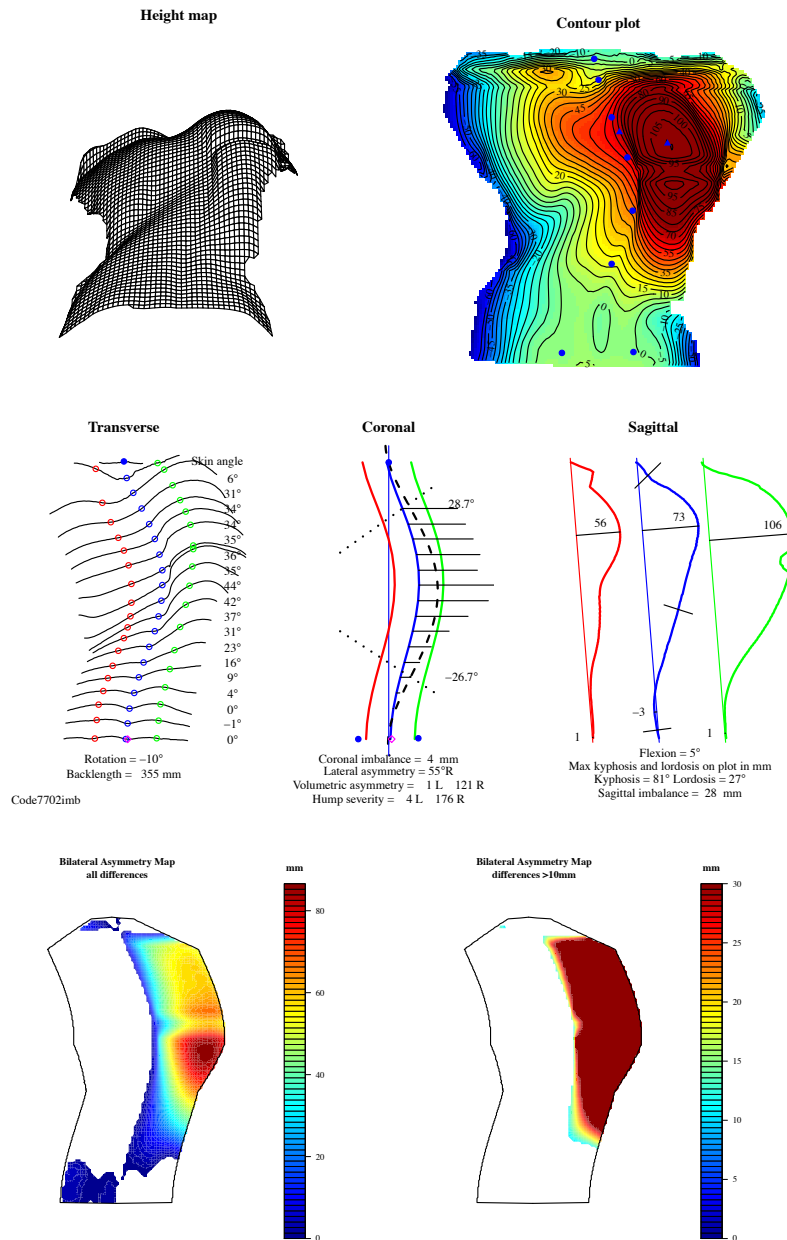 Height map
Contour plot
Transverse
Coronal
Sagittal
Skin angle
6°
31°
34°
34°
35°
36°
35°
44°
42°
37°
31°
23°
16°
9°
4°
0°
−1°
0°
Rotation = −10°
Backlength = 355 mm
28.7°
−26.7°
Coronal imbalance = 4 mm
Lateral asymmetry = 55°R
Volumetric asymmetry = 1 L 121 R
Hump severity = 4 L 176 R
56
73
106
−3
1
1
Flexion = 5°
Max kyphosis and lordosis on plot in mm
Kyphosis = 81° Lordosis = 27°
Sagittal imbalance = 28 mm
Code7702imb
Bilateral Asymmetry Map
all differences
mm
80
60
40
20
0
Bilateral Asymmetry Map
differences >10mm
mm
30
25
20
15
10
5
0